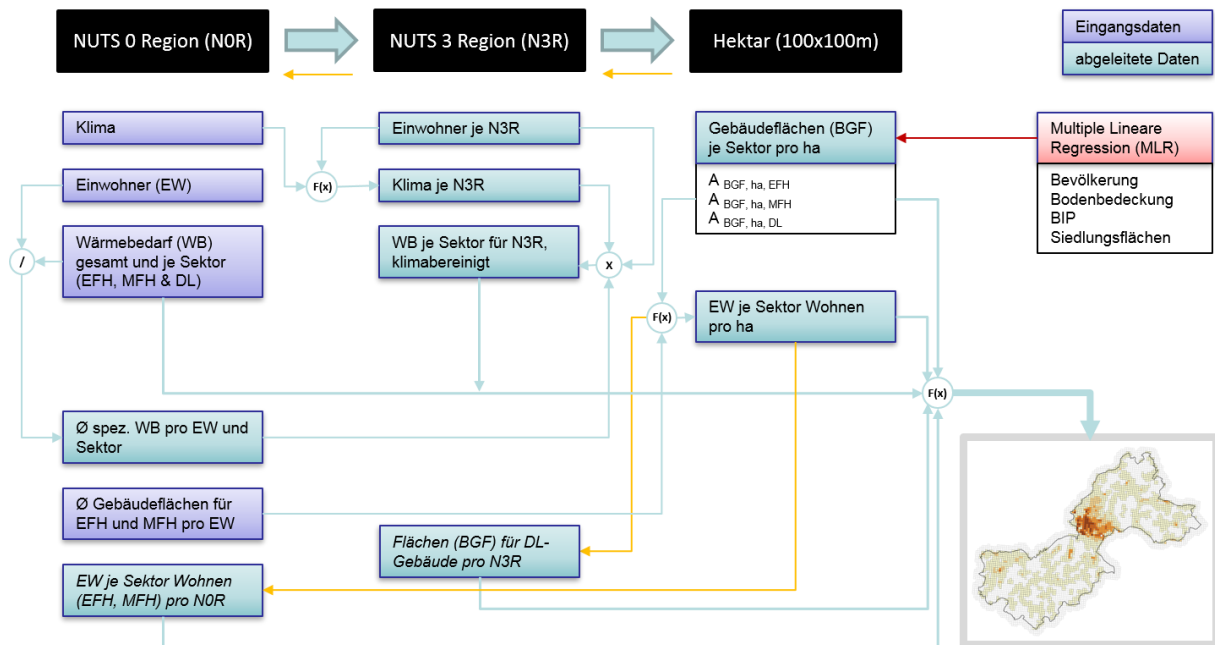 NUTS 0 Region (N0R)
NUTS 3 Region (N3R)
Hektar (100x100m)
Eingangsdaten
abgeleitete Daten
Klima
Einwohner (EW)
Wärmebedarf (WB)
gesamt und je Sektor
(EFH, MFH & DL)
/
Ø spez. WB pro EW und
Sektor
Ø Gebäudeflächen für
EFH und MFH pro EW
EW je Sektor Wohnen
(EFH, MFH) pro N0R
F(x)
Einwohner je N3R
Klima je N3R
WB je Sektor für N3R,
klimabereinigt
X
Flächen (BGF) für DL-
Gebäude pro N3R
F(x)
Gebäudeflächen (BGF)
je Sektor pro ha
A BGF, ha, EFH
A BGF, ha, MFH
A BGF, ha, DL
EW je Sektor Wohnen
pro ha
F(x)
Multiple Lineare
Regression (MLR)
Bevölkerung
Bodenbedeckung
BIP
Siedlungsflächen